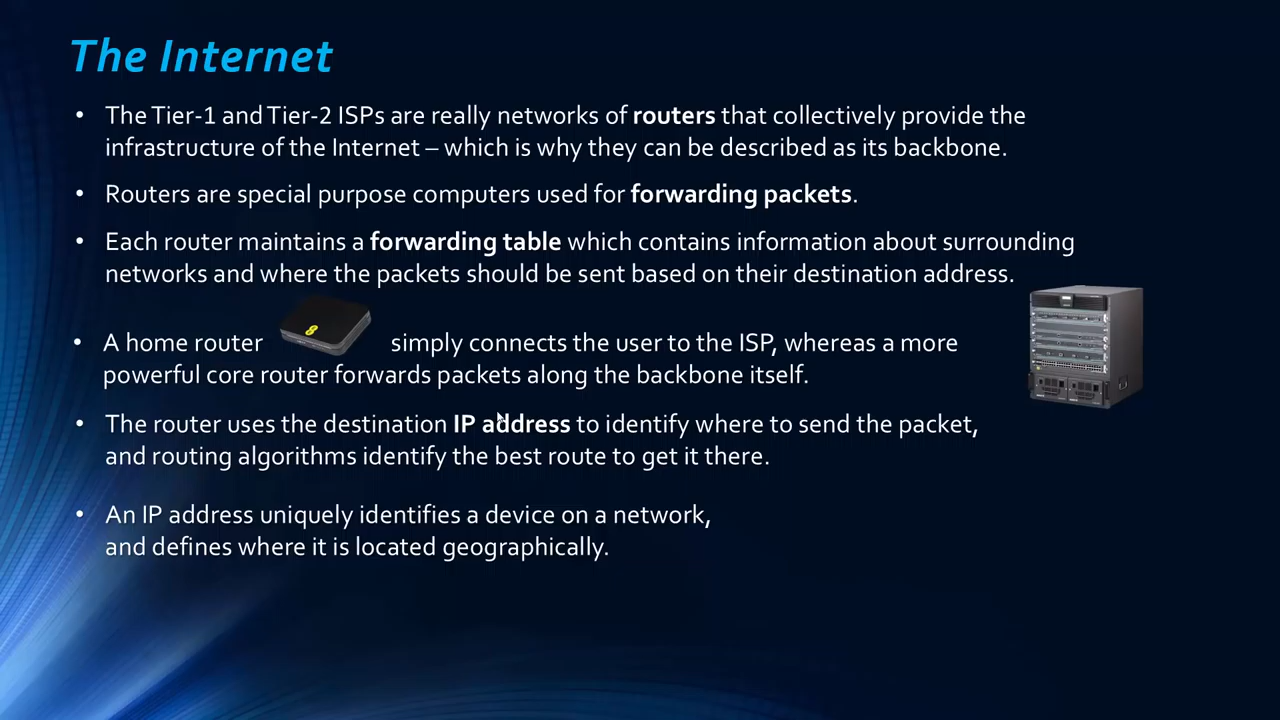 The Internet
• The Tier-1 and Tier-2 ISPs are really networks of routers that collectively provide the
infrastructure of the Internet – which is why they can be described as its backbone.
• Routers are special purpose computers used for forwarding packets.
• Each router maintains a forwarding table which contains information about surrounding
networks and where the packets should be sent based on their destination address.
• A home router simply connects the user to the ISP, whereas a more
powerful core router forwards packets along the backbone itself.
• The router uses the destination IP address to identify where to send the packet,
and routing algorithms identify the best route to get it there.
• An IP address uniquely identifies a device on a network,
and defines where it is located geographically.